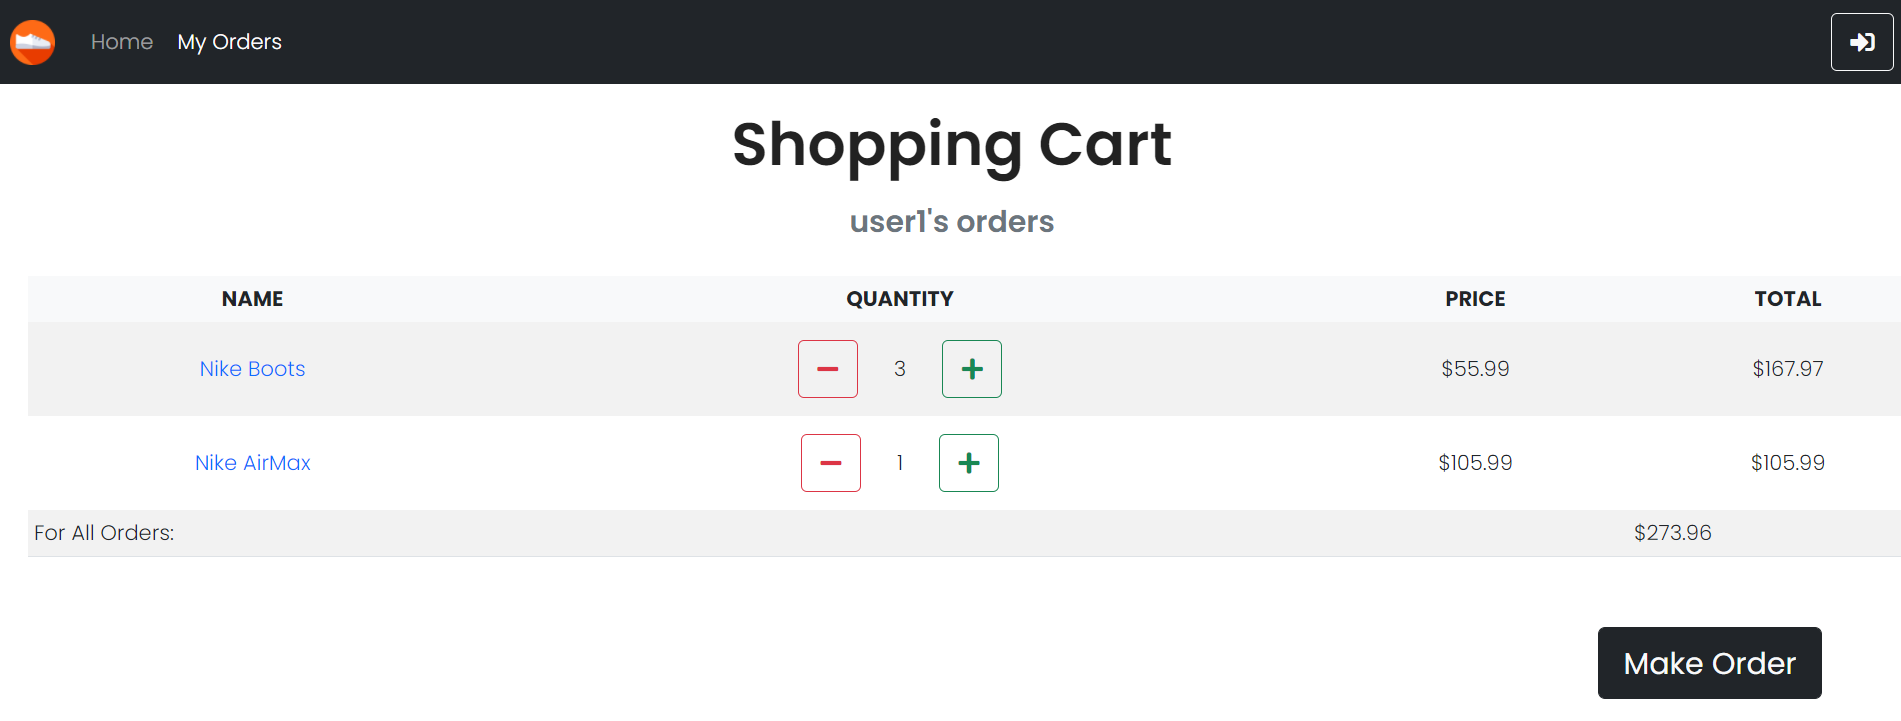 Home My Orders
Shopping Cart
user1's orders
NAME QUANTITY PRICE TOTAL
Nike Boots 3 $55.99 $167.97
Nike AirMax 1 $105.99 $105.99
For All Orders: $273.96
Make Order